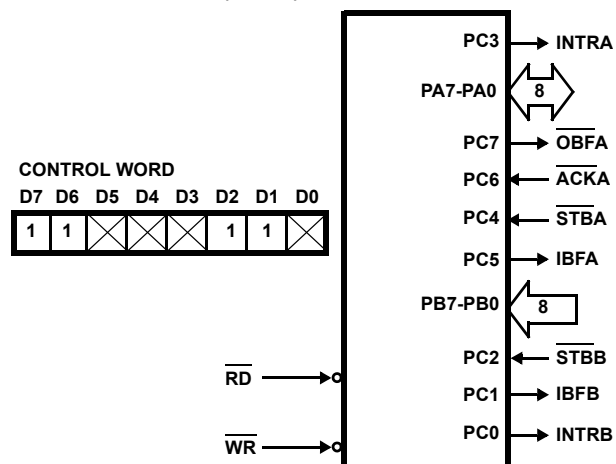 PC3 INTRA
PA7-PA0 8
PC7 OBFA
CONTROL WORD
PC6 ACKA
D7 D6 D5 D4 D3 D2 D1 D0
1 1 1 1
PC4 STBA
PC5 IBFA
PB7-PB0 8
PC2 STBB
RD
PC1 IBFB
PC0 INTRB
WR